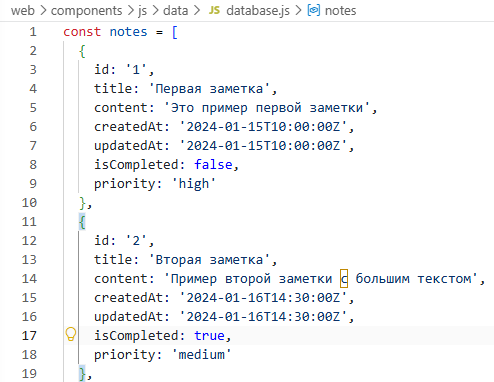 web > components > js > data > JS database.js > notes
1 const notes = [
2 {
3 id: '1',
4 title: 'Первая заметка',
5 content: 'Это пример первой заметки',
6 createdAt: '2024-01-15T10:00:00Z',
7 updatedAt: '2024-01-15T10:00:00Z',
8 isCompleted: false,
9 priority: 'high'
10 },
11 {
12 id: '2',
13 title: 'Вторая заметка',
14 content: 'Пример второй заметки с большим текстом',
15 createdAt: '2024-01-16T14:30:00Z',
16 updatedAt: '2024-01-16T14:30:00Z',
17 isCompleted: true,
18 priority: 'medium'
19 },